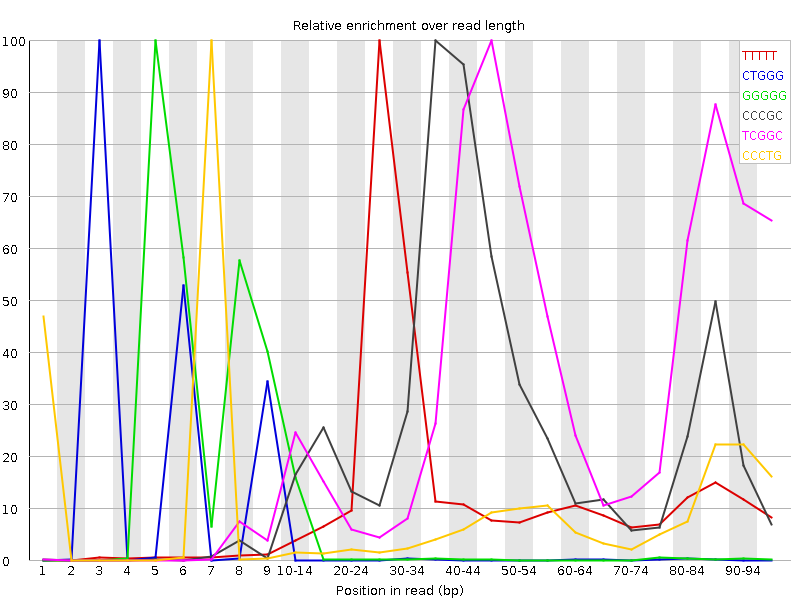 Relative enrichment over read length
100
90
80
70
60
50
40
30
20
10
0
TTTTT
CTGGG
GGGGG
CCCGC
TCGGC
CCCTG
1 2 3 4 5 6 7 8 9 10-14 20-24 30-34 40-44 50-54 60-64 70-74 80-84 90-94
Position in read (bp)